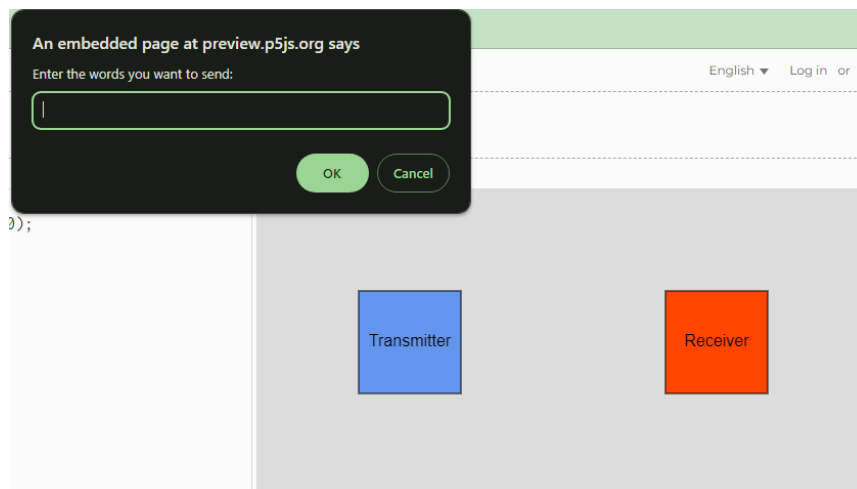 An embedded page at preview.p5js.org says
Enter the words you want to send:
OK Cancel
English ▼ Log in or
0);
Transmitter Receiver